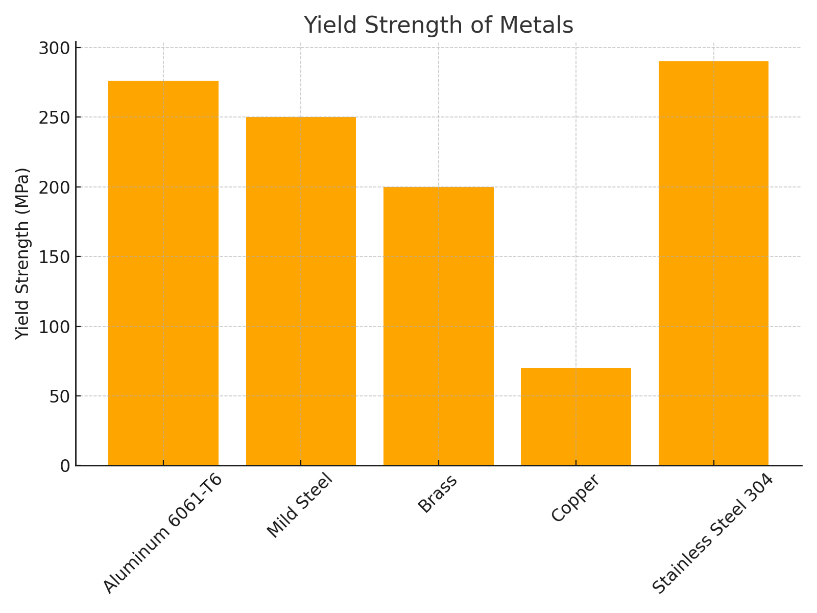 Yield Strength of Metals
Yield Strength (MPa)
300
250
200
150
100
50
0
Aluminum 6061-T6
Mild Steel
Brass
Copper
Stainless Steel 304